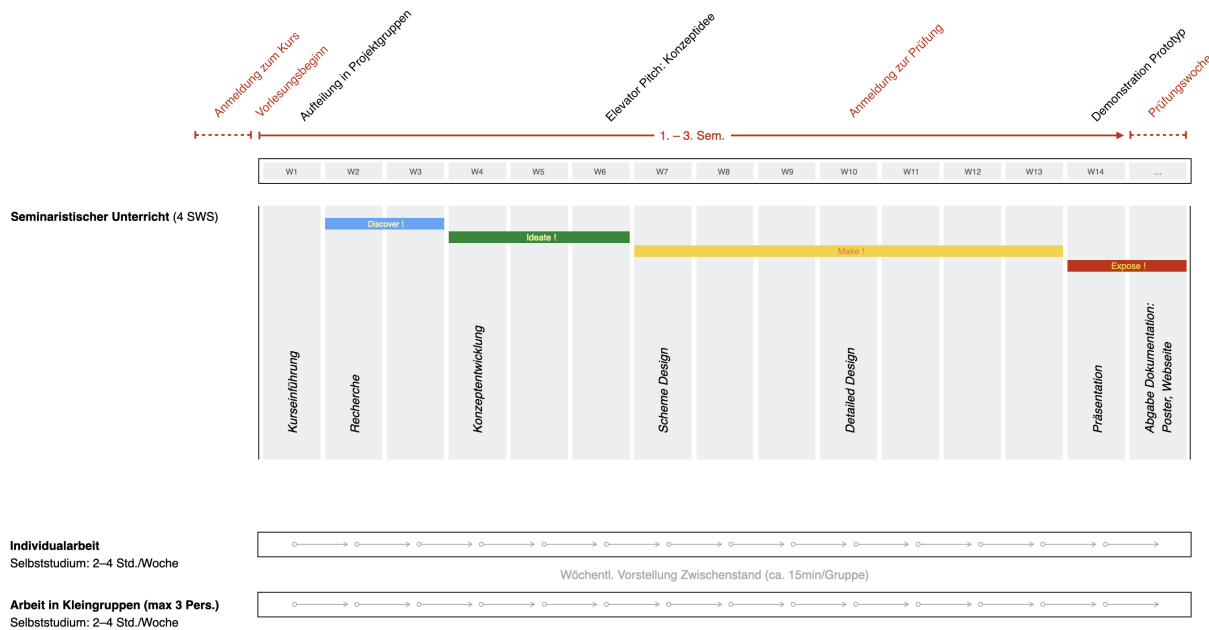 Anmeldung zum Kurs
Vorlesungsbeginn
Aufteilung in Projektgruppen
Elevator Pitch: Konzeptidee
Anmeldung zur Prüfung
Demonstration Prototyp
Prüfungswoche
1. – 3. Sem.
W1 W2 W3 W4 W5 W6 W7 W8 W9 W10 W11 W12 W13 W14 ...
Seminaristischer Unterricht (4 SWS)
Discover !
Ideate !
Make !
Expose !
Kurseinführung
Recherche
Konzeptentwicklung
Scheme Design
Detailed Design
Präsentation
Abgabe Dokumentation:
Poster, Webseite
Individualarbeit
Selbststudium: 2–4 Std./Woche
Wöchentl. Vorstellung Zwischenstand (ca. 15min/Gruppe)
Arbeit in Kleingruppen (max 3 Pers.)
Selbststudium: 2–4 Std./Woche